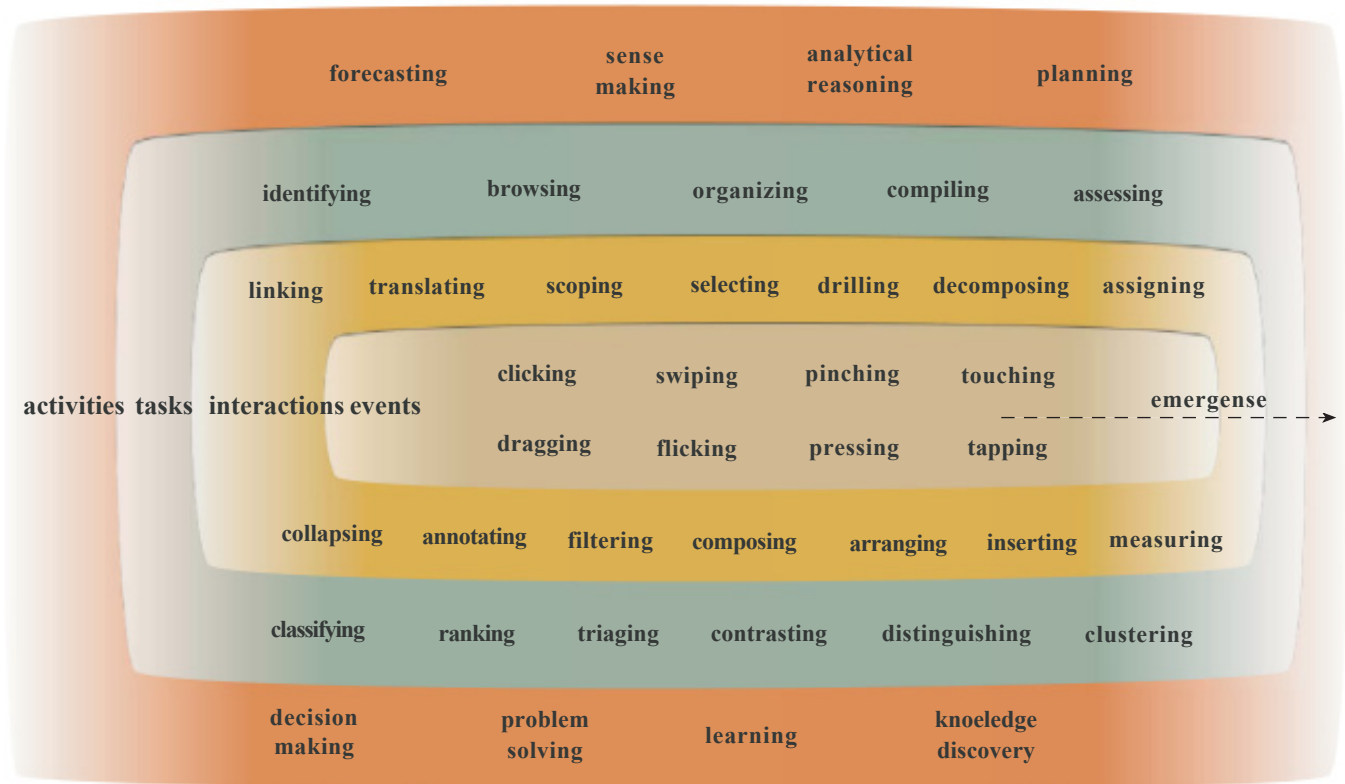 forecasting
sense
making
analytical
reasoning
planning
identifying
browsing
organizing
compiling
assessing
linking
translating
scoping
selecting
drilling
decomposing
assigning
clicking
swiping
pinching
touching
activities
tasks
interactions
events
emergense
dragging
flicking
pressing
tapping
collapsing
annotating
filtering
composing
arranging
inserting
measuring
classifying
ranking
triaging
contrasting
distinguishing
clustering
decision
making
problem
solving
learning
knoeledge
discovery